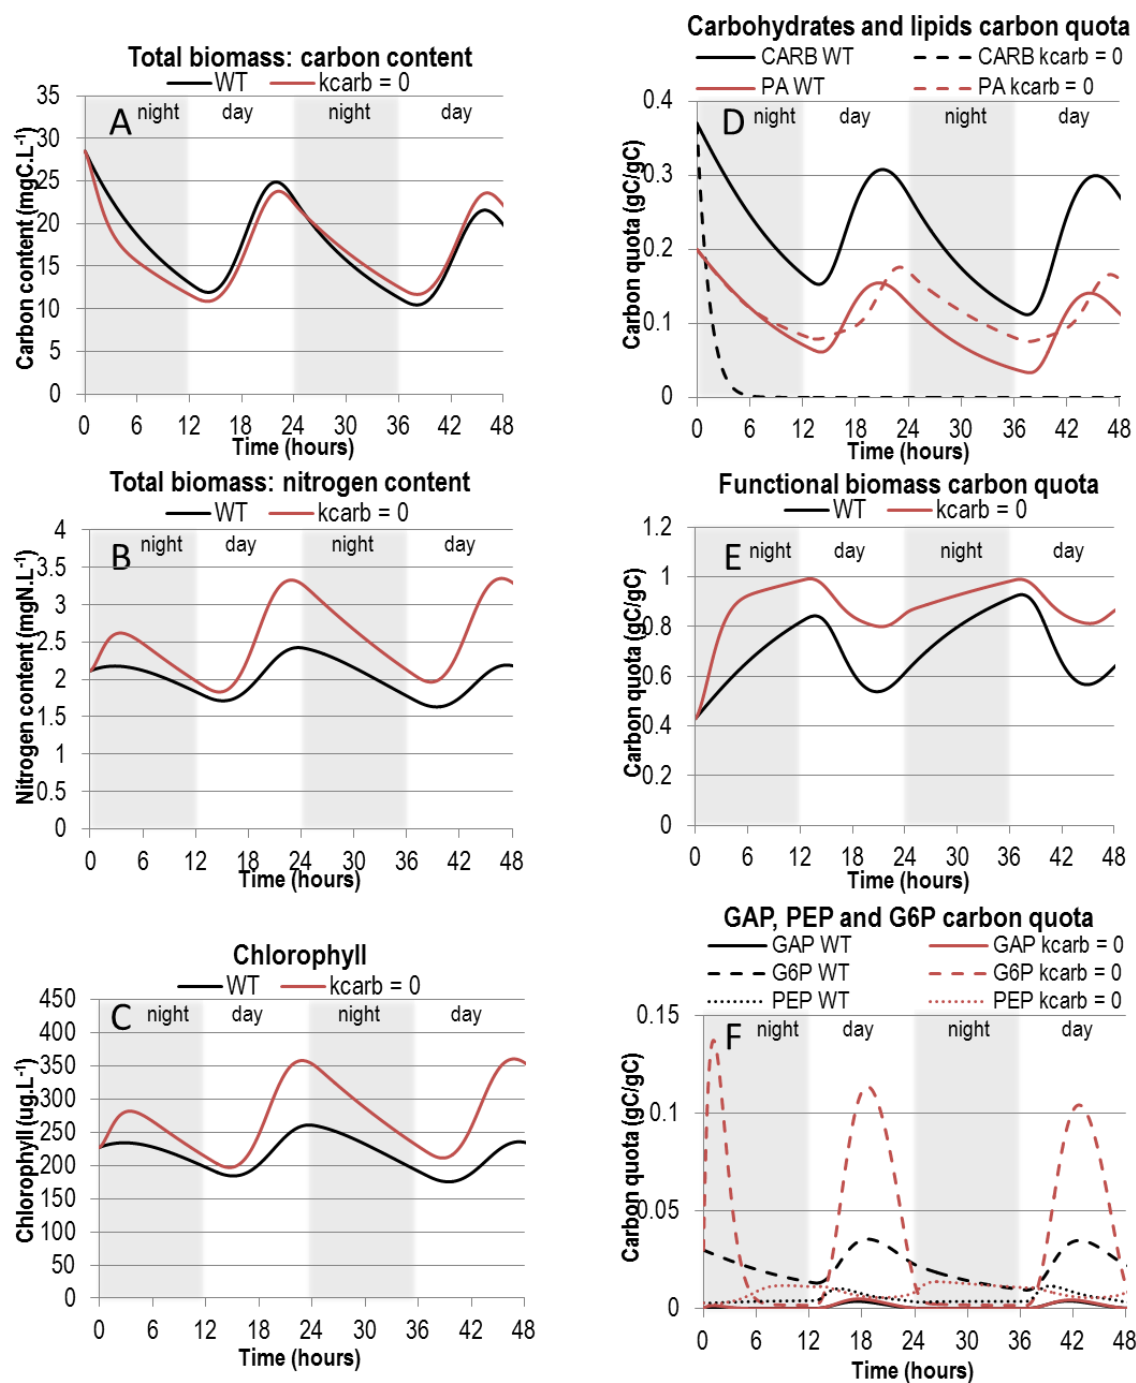 Total biomass: carbon content
WT kcarb = 0
35
30
25
20
15
10
5
0
Carbon content (mgC.L-1)
A
night day night day
0 6 12 18 24 30 36 42 48
Time (hours)
Total biomass: nitrogen content
WT kcarb = 0
4
3.5
3
2.5
2
1.5
1
0.5
0
Nitrogen content (mgN.L-1)
B
night day night day
0 6 12 18 24 30 36 42 48
Time (hours)
Chlorophyll
WT kcarb = 0
450
400
350
300
250
200
150
100
50
0
Chlorophyll (ug.L-1)
C
night day night day
0 6 12 18 24 30 36 42 48
Time (hours)
Carbohydrates and lipids carbon quota
CARB WT CARB kcarb = 0
PA WT PA kcarb = 0
0.4
0.3
0.2
0.1
0
Carbon quota (gC/gC)
D
night day night day
0 6 12 18 24 30 36 42 48
Time (hours)
Functional biomass carbon quota
WT kcarb = 0
1.2
1
0.8
0.6
0.4
0.2
0
Carbon quota (gC/gC)
E
night day night day
0 6 12 18 24 30 36 42 48
Time (hours)
GAP, PEP and G6P carbon quota
GAP WT GAP kcarb = 0
G6P WT G6P kcarb = 0
PEP WT PEP kcarb = 0
0.15
0.1
0.05
0
Carbon quota (gC/gC)
F
night day night day
0 6 12 18 24 30 36 42 48
Time (hours)